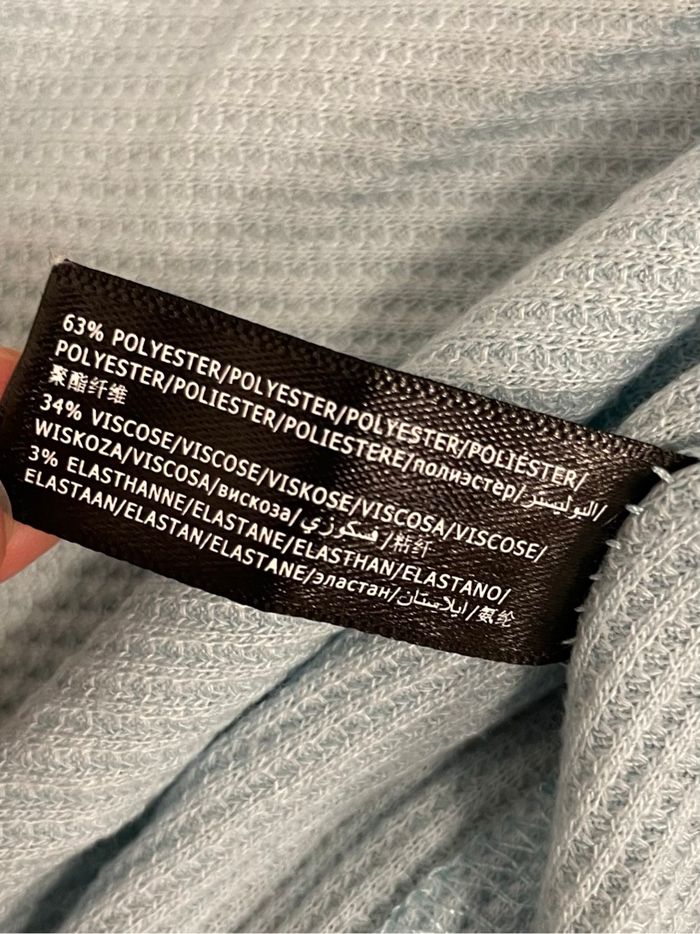 63% POLYESTER/POLYESTER/POLYESTER/POLIÉSTER/
POLYESTER/POLIESTER/POLIESTERE/полиэстер/البوليستر/
聚酯纤维
34% VISCOSE/VISCOSE/VISKOSE/VISCOSA/VISCOSE/
WISKOZA/VISCOSA/вискоза/فسكوزي/粘纤
3% ELASTHANNE/ELASTANE/ELASTHAN/ELASTANO/
ELASTAAN/ELASTAN/ELASTANE/эластан/ايلاستان/氨纶